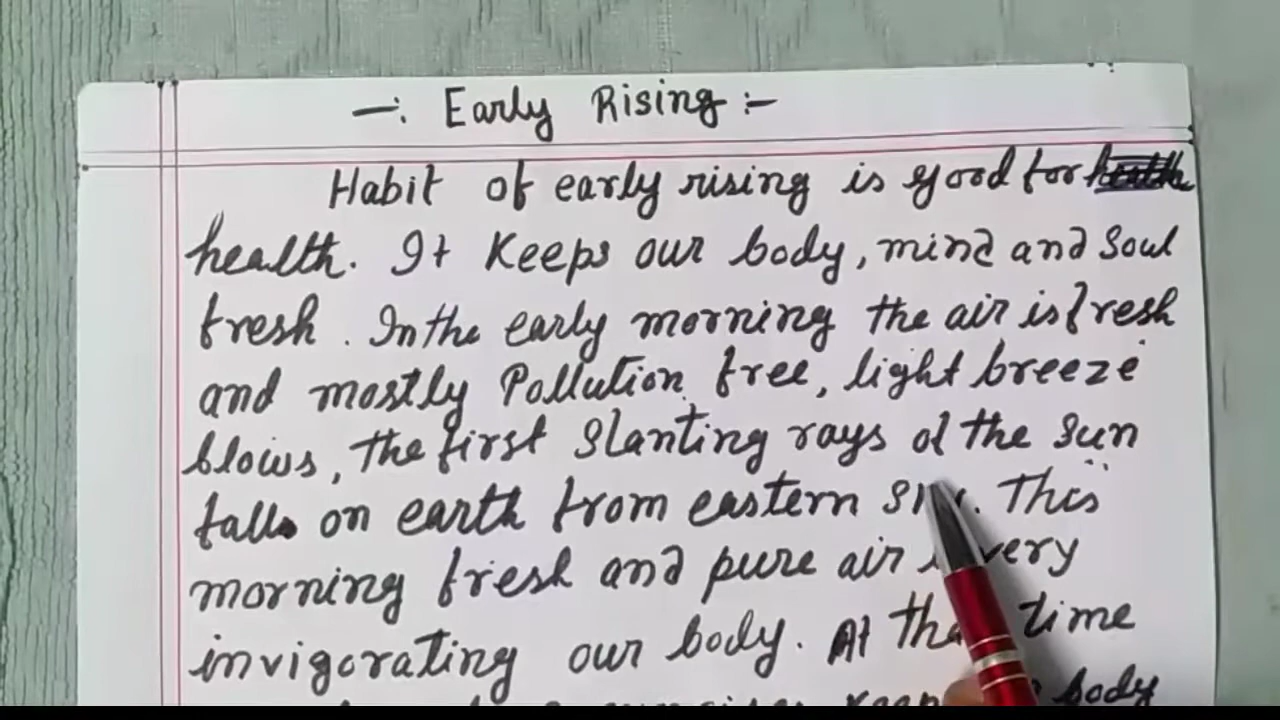 —: Early Rising :-
Habit of early rising is good for
health. It Keeps our body, mind and Soul
fresh. In the early morning the air is fresh
and mostly Pollution free, light breeze
blows, the first Slanting rays of the Sun
falls on earth from eastern. This
morning fresh and pure air very
invigorating our body. At time
body